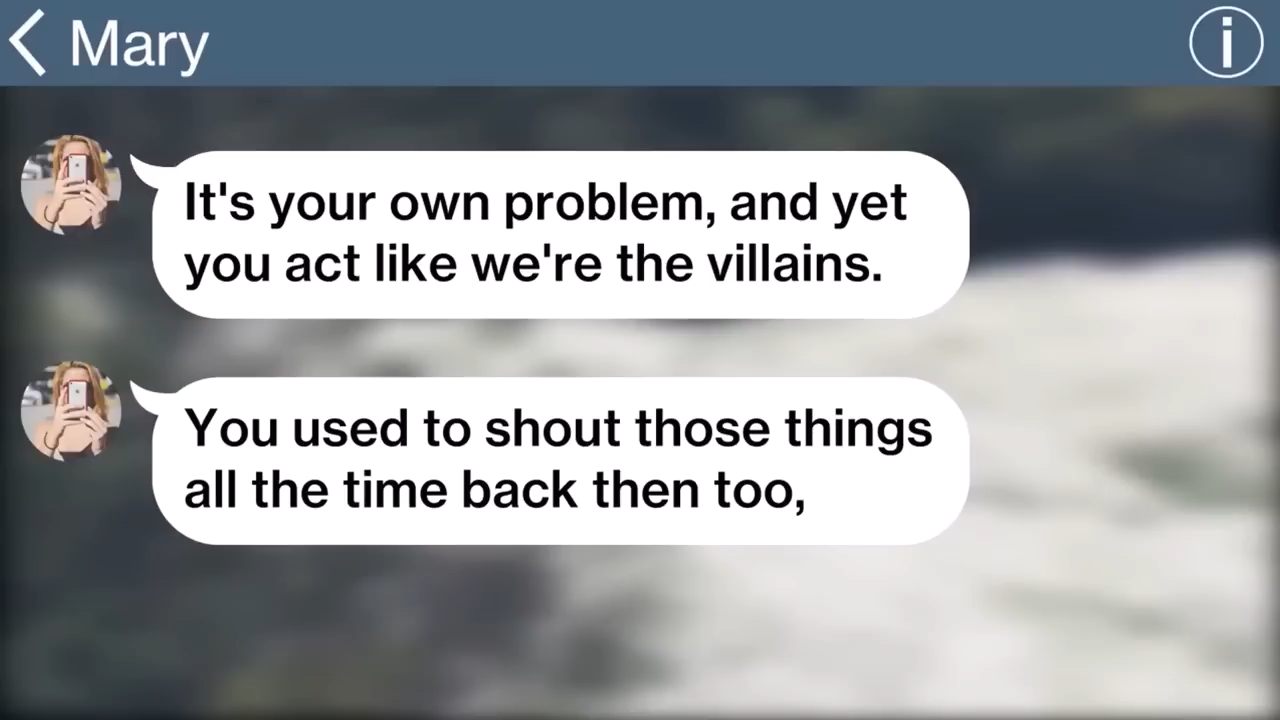 Mary
It's your own problem, and yet
you act like we're the villains.
You used to shout those things
all the time back then too,